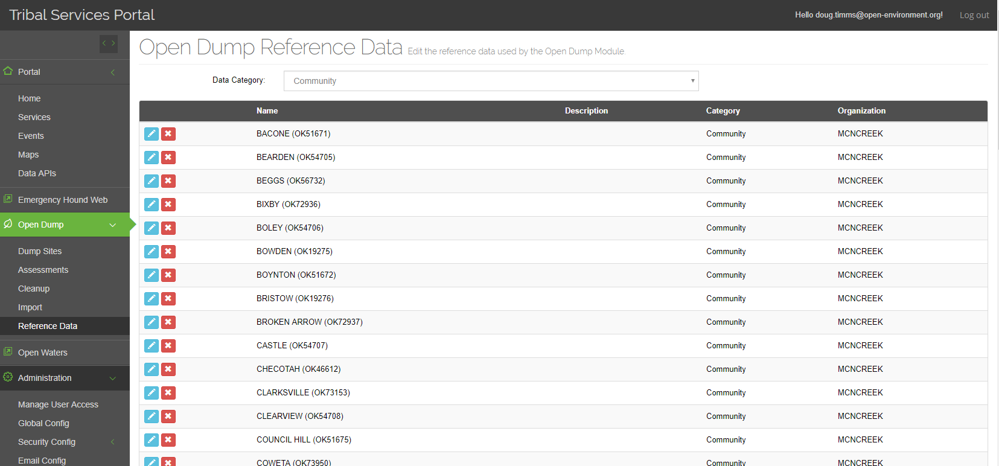 Tribal Services Portal
Hello doug.timms@open-environment.org!
Log out
Portal
Home
Services
Events
Maps
Data APIs
Emergency Hound Web
Open Dump
Dump Sites
Assessments
Cleanup
Import
Reference Data
Open Waters
Administration
Manage User Access
Global Config
Security Config
Email Config
Open Dump Reference Data Edit the reference data used by the Open Dump Module.
Data Category: Community
Name Description Category Organization
BACONE (OK51671) Community MCNCREEK
BEARDEN (OK54705) Community MCNCREEK
BEGGS (OK56732) Community MCNCREEK
BIXBY (OK72936) Community MCNCREEK
BOLEY (OK54706) Community MCNCREEK
BOWDEN (OK19275) Community MCNCREEK
BOYNTON (OK51672) Community MCNCREEK
BRISTOW (OK19276) Community MCNCREEK
BROKEN ARROW (OK72937) Community MCNCREEK
CASTLE (OK54707) Community MCNCREEK
CHECOTAH (OK46612) Community MCNCREEK
CLARKSVILLE (OK73153) Community MCNCREEK
CLEARVIEW (OK54708) Community MCNCREEK
COUNCIL HILL (OK51675) Community MCNCREEK
COWETA (OK73950) Community MCNCREEK